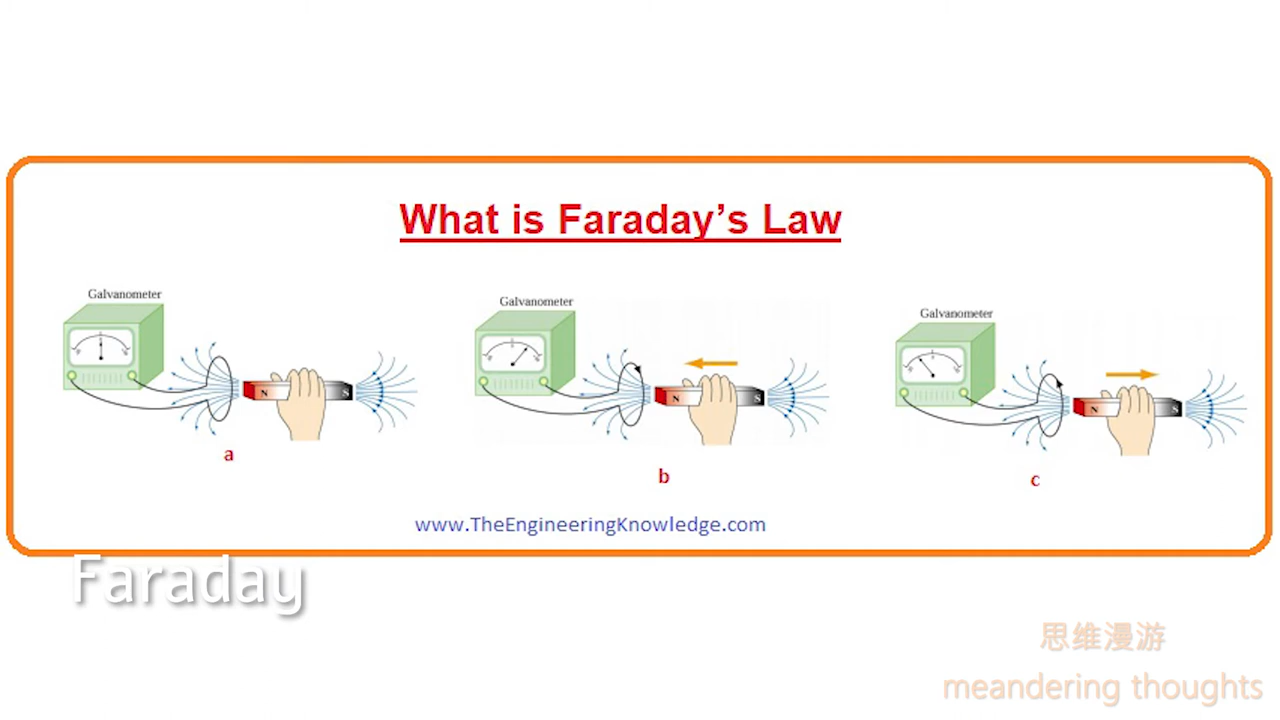 What is Faraday's Law
Galvanometer
Galvanometer
Galvanometer
N
S
N
S
N
S
a
b
c
www.TheEngineeringKnowledge.com
Faraday
思维漫游
meandering thoughts